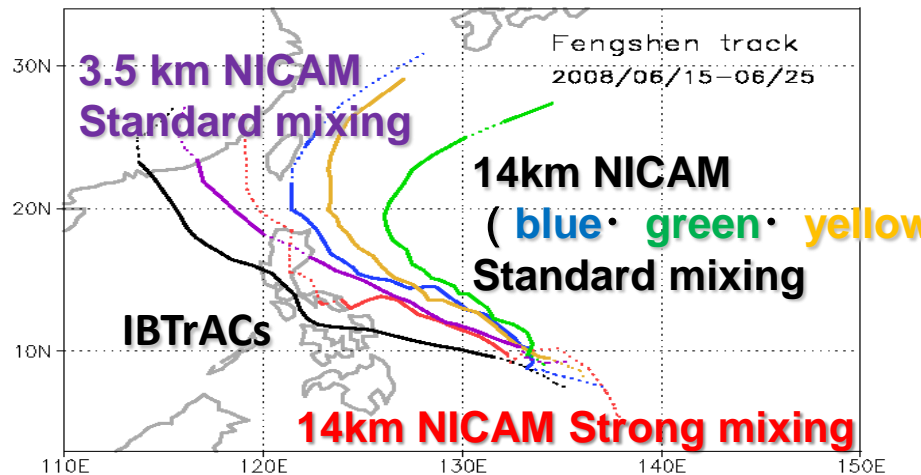 Fengshen track
2008/06/15-06/25
3.5 km NICAM
Standard mixing
14km NICAM
( blue・ green・ yellow
Standard mixing
IBTrACs
14km NICAM Strong mixing
30N
20N
10N
110E 120E 130E 140E 150E